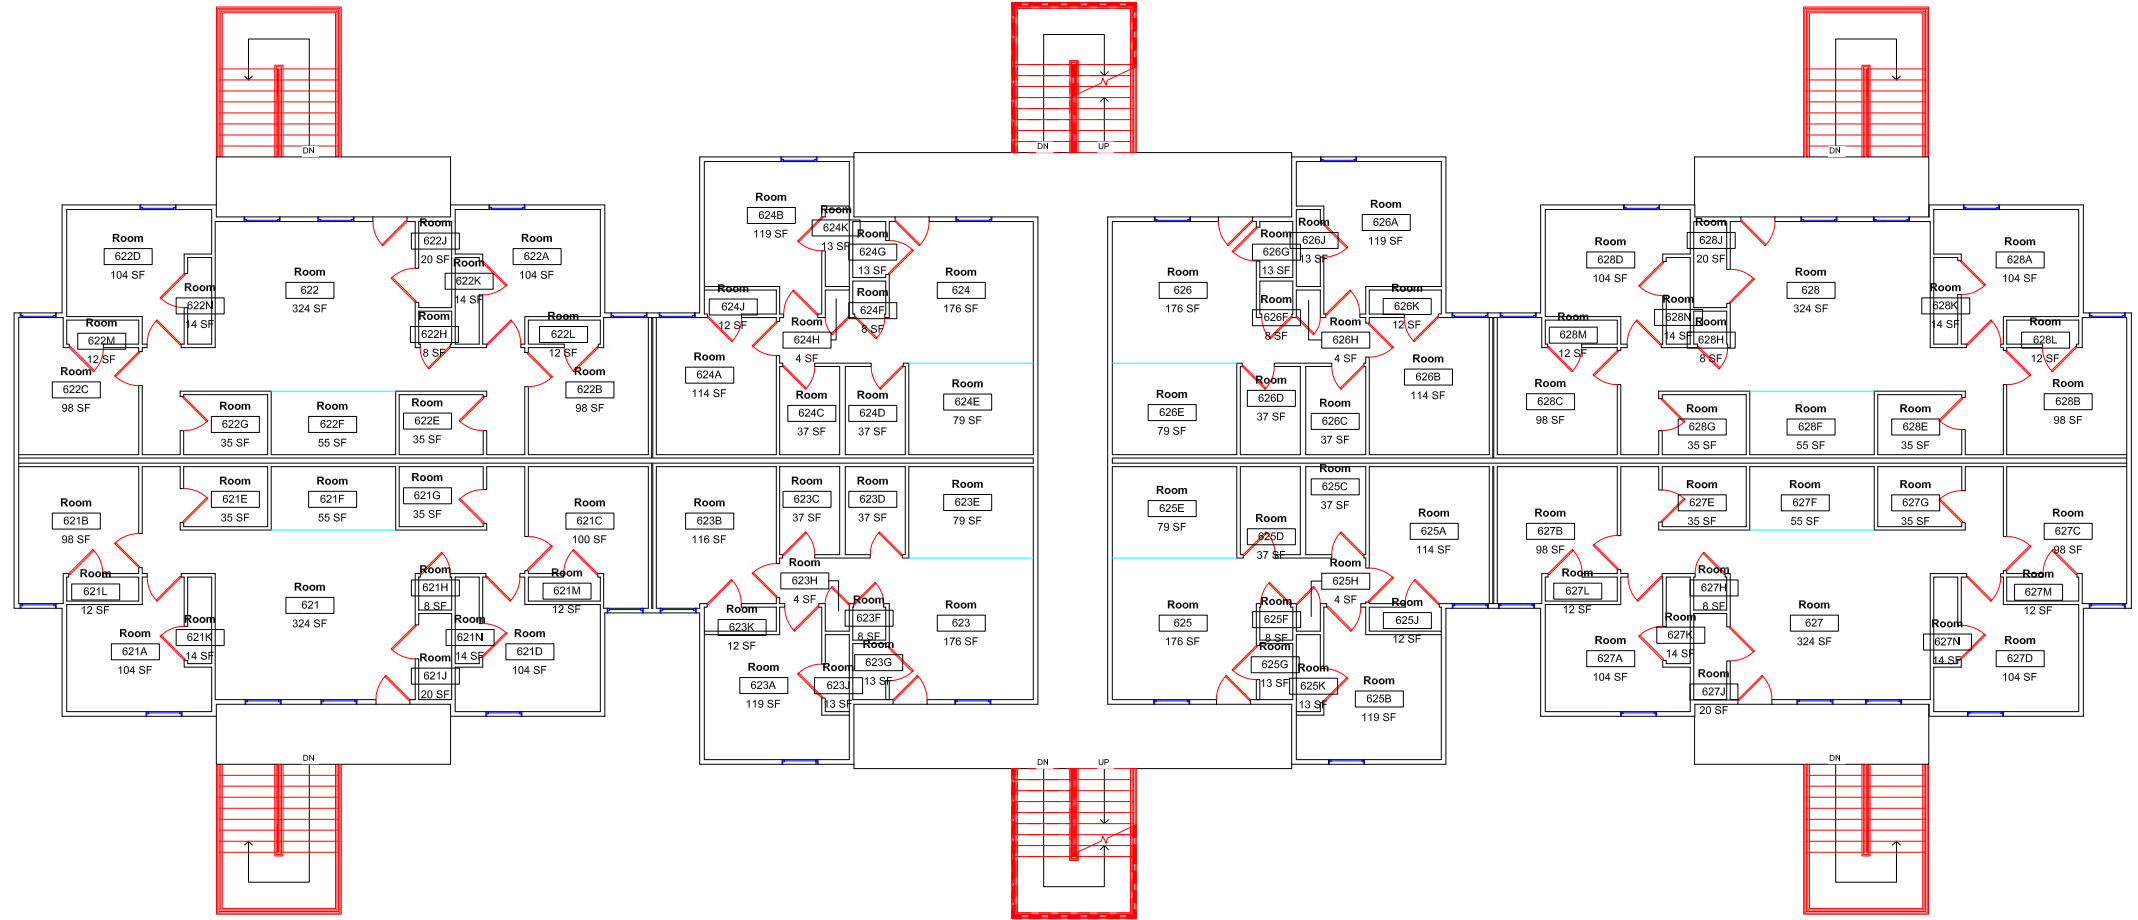 DN
DN
UP
DN
Room
622D
104 SF
Room
622N
14 SF
Room
622
324 SF
Room
622J
20 SF
Room
622K
14 SF
Room
622A
104 SF
Room
622M
12 SF
Room
622C
98 SF
Room
622H
8 SF
Room
622L
12 SF
Room
622B
98 SF
Room
622G
35 SF
Room
622F
55 SF
Room
622E
35 SF
Room
624B
119 SF
Room
624K
13 SF
Room
624G
13 SF
Room
624
176 SF
Room
624J
12 SF
Room
624F
8 SF
Room
624H
4 SF
Room
624A
114 SF
Room
624C
37 SF
Room
624D
37 SF
Room
624E
79 SF
Room
626
176 SF
Room
626G
13 SF
Room
626J
13 SF
Room
626A
119 SF
Room
626F
8 SF
Room
626H
4 SF
Room
626K
12 SF
Room
626B
114 SF
Room
626E
79 SF
Room
626D
37 SF
Room
626C
37 SF
Room
628D
104 SF
Room
628J
20 SF
Room
628
324 SF
Room
628A
104 SF
Room
628N
14 SF
Room
628H
8 SF
Room
628K
14 SF
Room
628M
12 SF
Room
628L
12 SF
Room
628C
98 SF
Room
628B
98 SF
Room
628G
35 SF
Room
628F
55 SF
Room
628E
35 SF
Room
621B
98 SF
Room
621E
35 SF
Room
621F
55 SF
Room
621G
35 SF
Room
621C
100 SF
Room
621L
12 SF
Room
621A
104 SF
Room
621K
14 SF
Room
621
324 SF
Room
621H
8 SF
Room
621J
20 SF
Room
621N
14 SF
Room
621M
12 SF
Room
621D
104 SF
Room
623B
116 SF
Room
623C
37 SF
Room
623D
37 SF
Room
623E
79 SF
Room
623H
4 SF
Room
623K
12 SF
Room
623F
8 SF
Room
623
176 SF
Room
623A
119 SF
Room
623J
13 SF
Room
623G
13 SF
Room
625E
79 SF
Room
625D
37 SF
Room
625C
37 SF
Room
625A
114 SF
Room
625H
4 SF
Room
625
176 SF
Room
625F
8 SF
Room
625J
12 SF
Room
625G
13 SF
Room
625K
13 SF
Room
625B
119 SF
Room
627B
98 SF
Room
627E
35 SF
Room
627F
55 SF
Room
627G
35 SF
Room
627C
98 SF
Room
627L
12 SF
Room
627H
8 SF
Room
627M
12 SF
Room
627A
104 SF
Room
627K
14 SF
Room
627
324 SF
Room
627N
14 SF
Room
627D
104 SF
Room
627J
20 SF
DN
DN
UP
DN